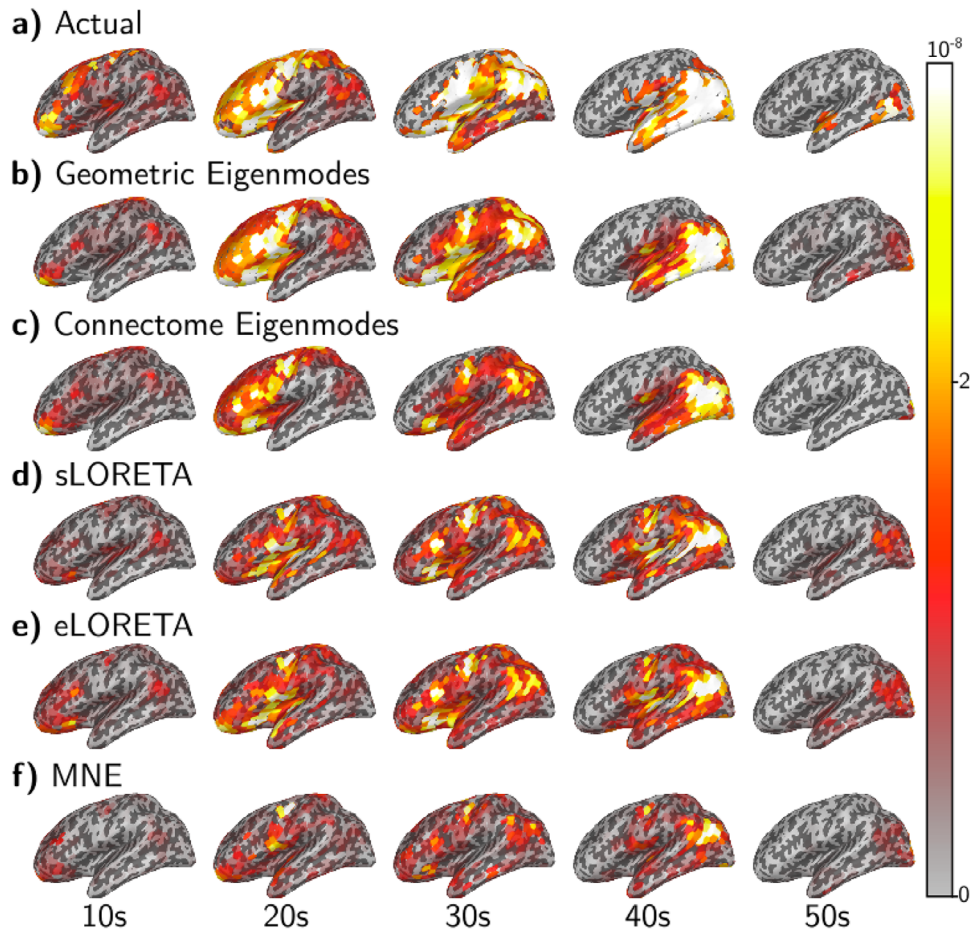 a) Actual
10-8
b) Geometric Eigenmodes
2
c) Connectome Eigenmodes
d) sLORETA
e) eLORETA
f) MNE
0
10s 20s 30s 40s 50s